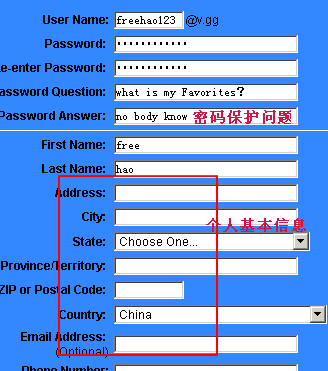 User Name: freehao123 @v.gg
Password: ************
e-enter Password: ************
assword Question: what is my Favorites?
Password Answer: no body know 密码保护问题
First Name: free
Last Name: hao
Address:
City:
个人基本信息
State: Choose One...
Province/Territory:
ZIP or Postal Code:
Country: China
Email Address:
(Optional)
Phone Number: